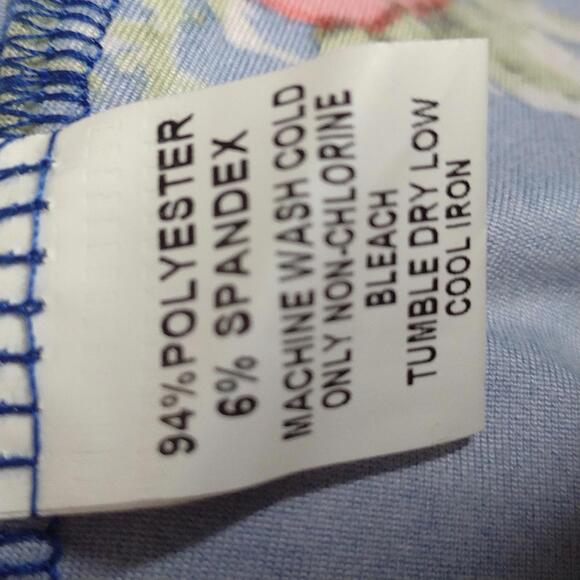 94%POLYESTER
6% SPANDEX
MACHINE WASH COLD
ONLY NON-CHLORINE
BLEACH
TUMBLE DRY LOW
COOL IRON